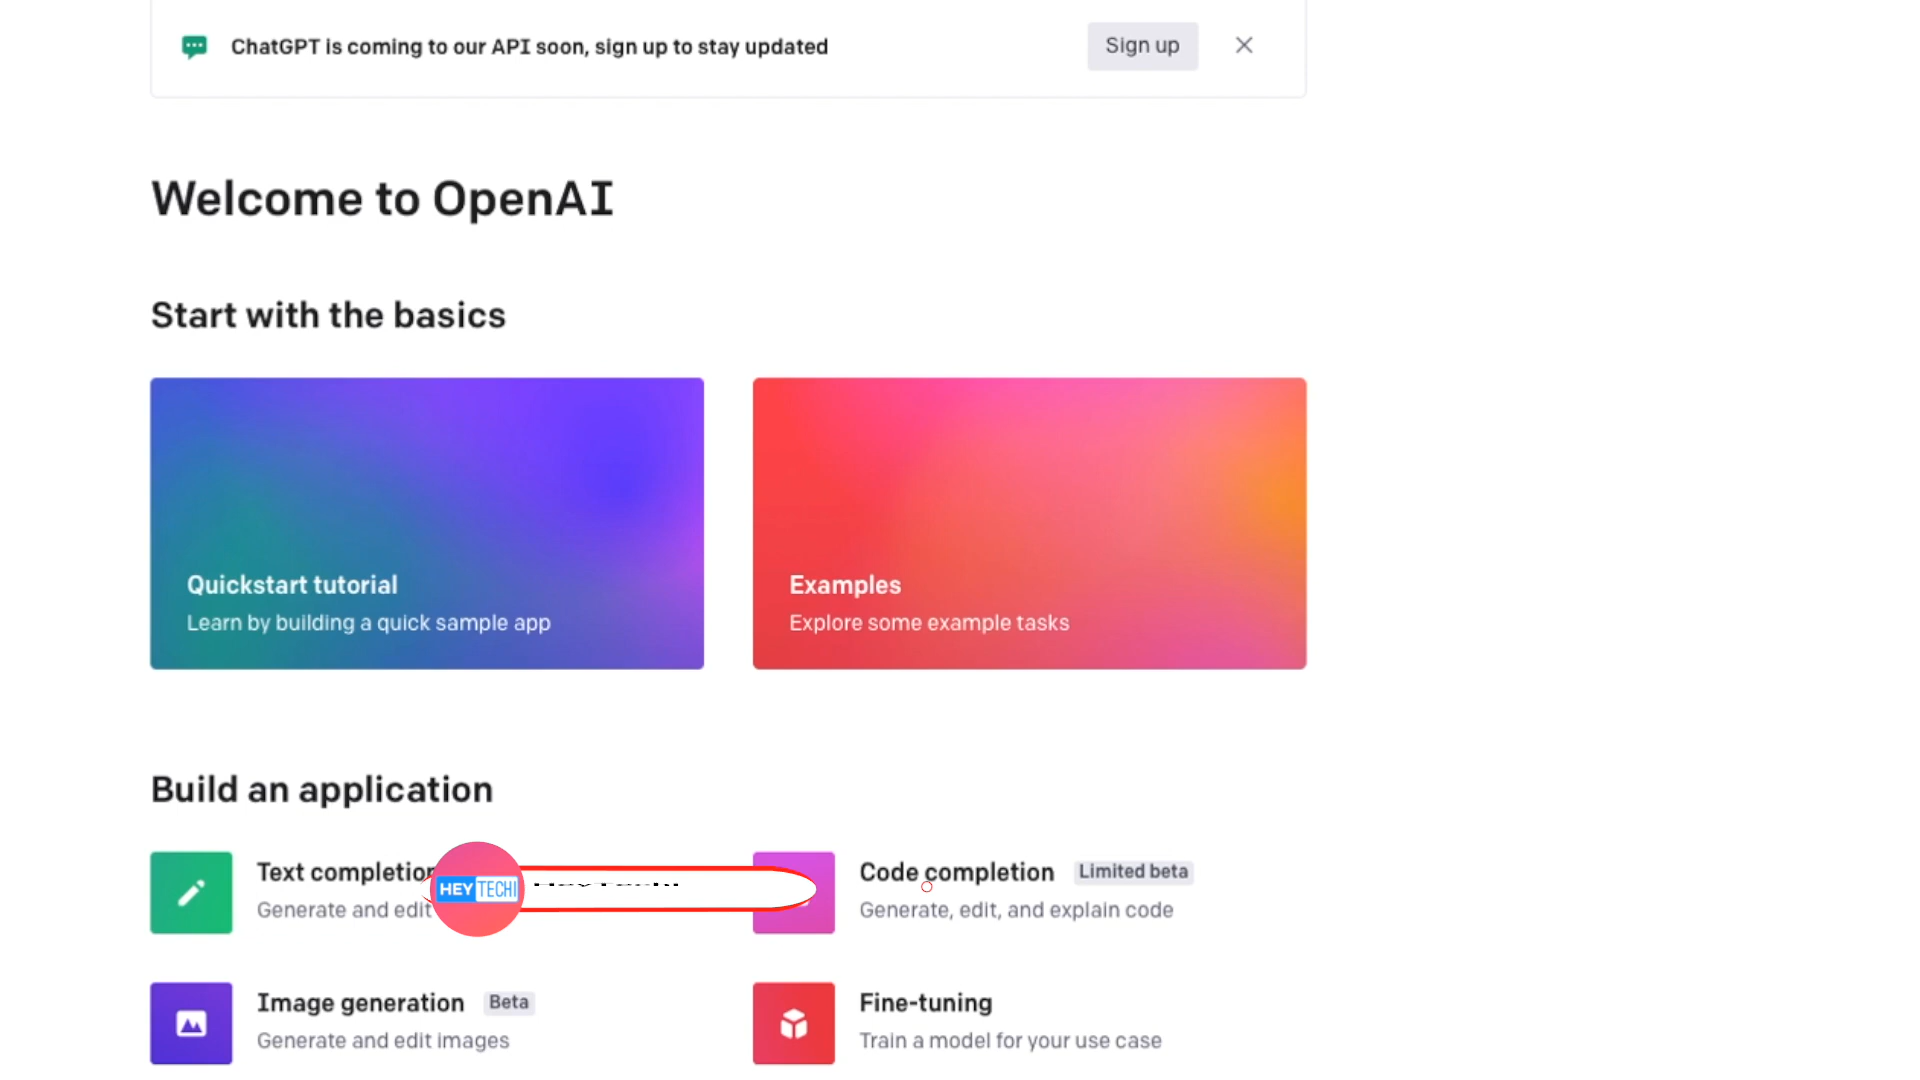 ChatGPT is coming to our API soon, sign up to stay updated
Sign up
Welcome to OpenAI
Start with the basics
Quickstart tutorial
Learn by building a quick sample app
Examples
Explore some example tasks
Build an application
Text completion
Generate and edit
HEY TECHI
Code completion
Limited beta
Generate, edit, and explain code
Image generation
Beta
Generate and edit images
Fine-tuning
Train a model for your use case